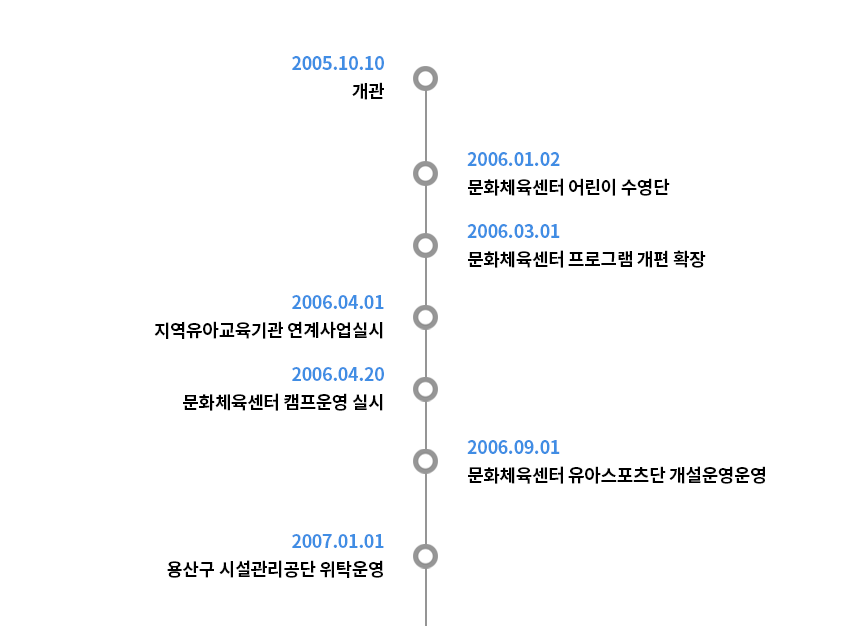 2005.10.10
개관
2006.01.02
문화체육센터 어린이 수영단
2006.03.01
문화체육센터 프로그램 개편 확장
2006.04.01
지역유아교육기관 연계사업실시
2006.04.20
문화체육센터 캠프운영 실시
2006.09.01
문화체육센터 유아스포츠단 개설운영운영
2007.01.01
용산구 시설관리공단 위탁운영